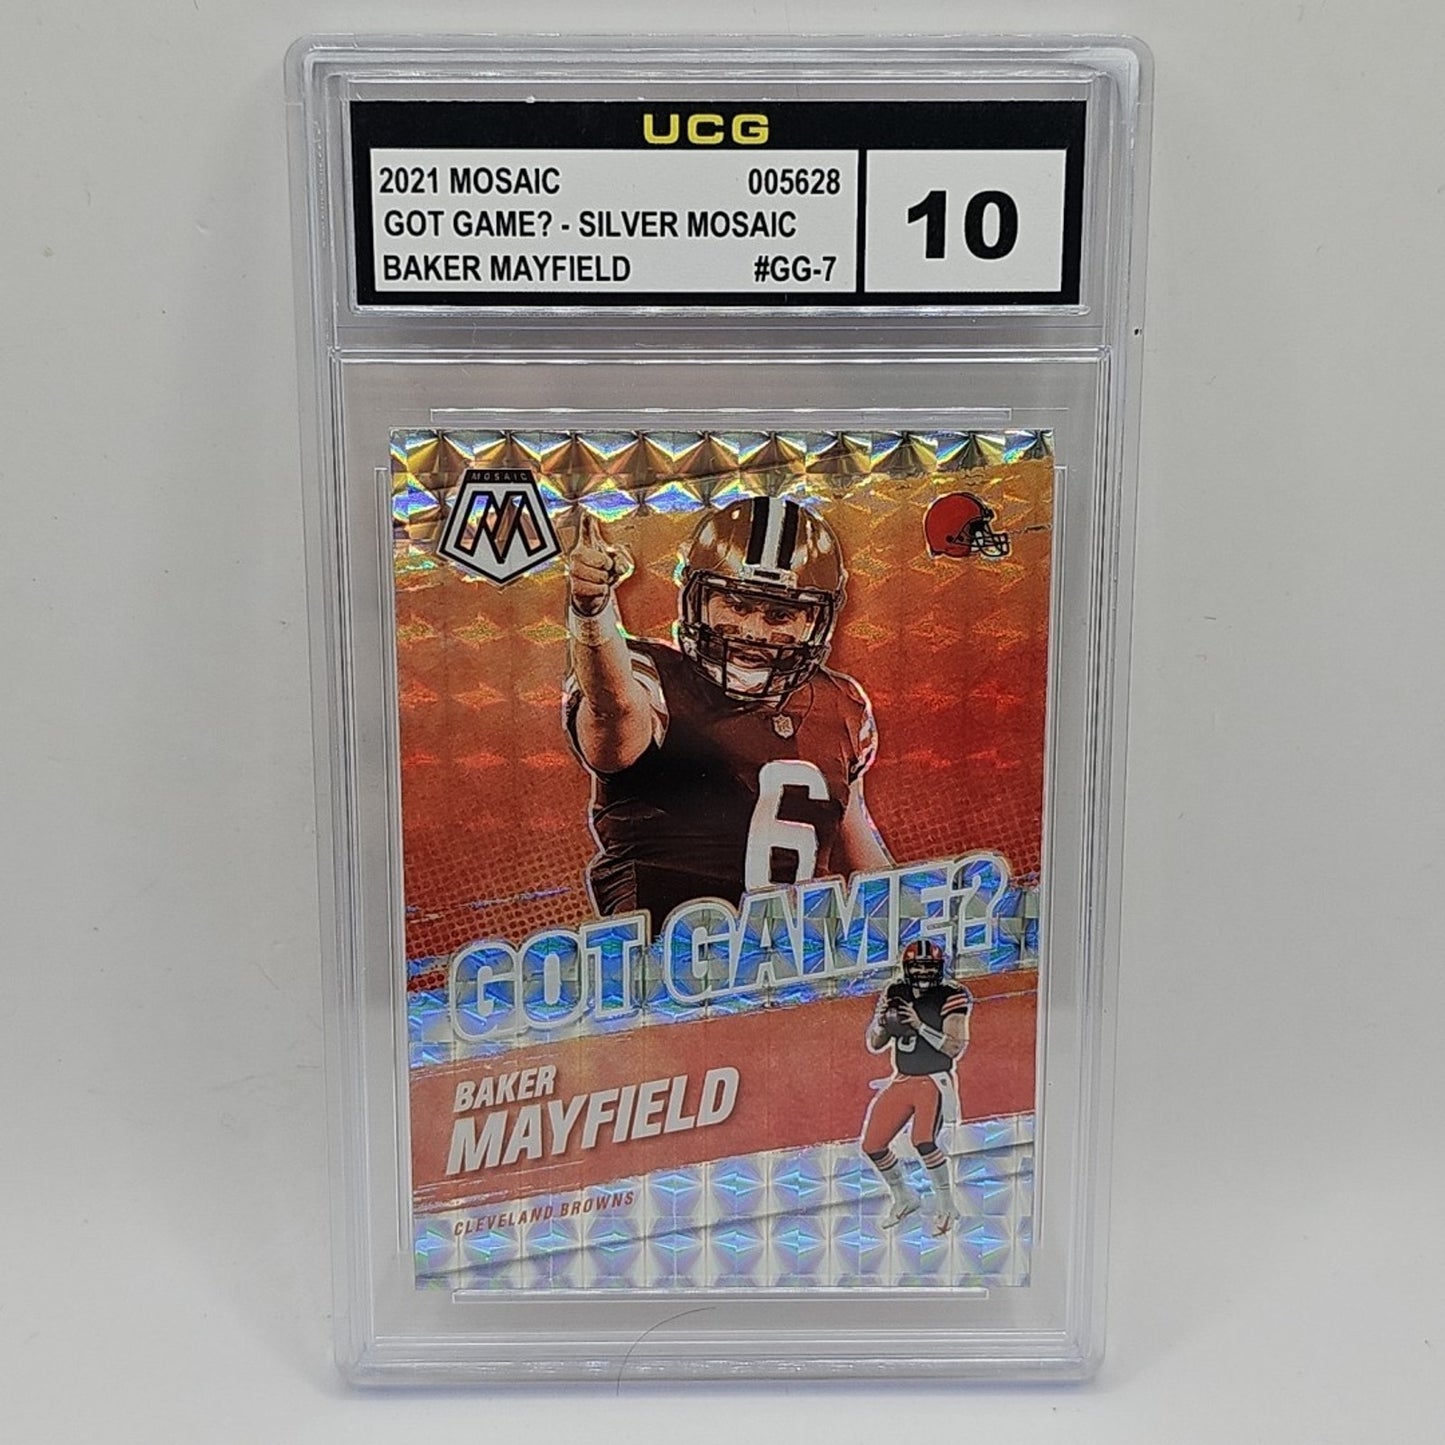 UCG
2021 MOSAIC 005628
GOT GAME? - SILVER MOSAIC
BAKER MAYFIELD #GG-7
10
MOSAIC
M
6
GOT GAME?
BAKER
MAYFIELD
CLEVELAND BROWNS